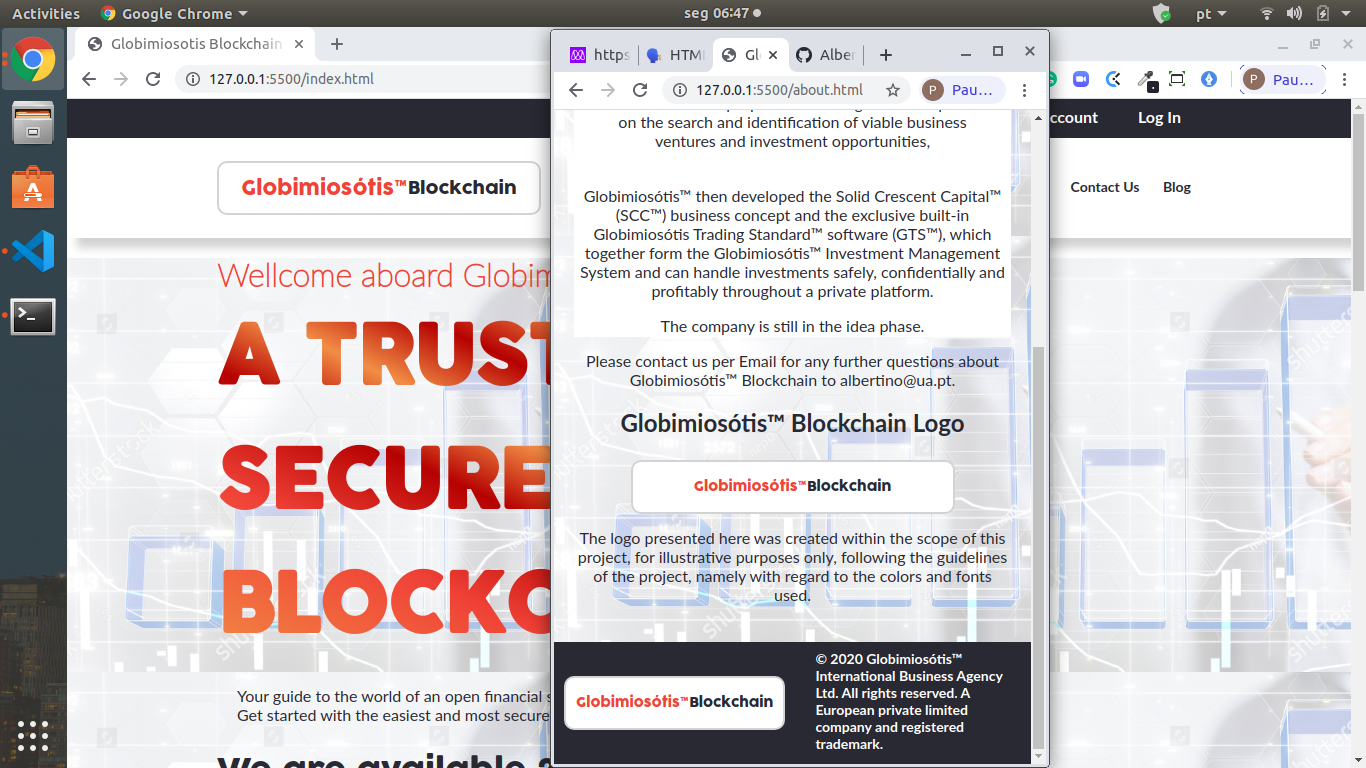 Activities Google Chrome seg 06:47 pt
Globimiosotis Blockchain
127.0.0.1:5500/index.html
Pau…
ccount Log In
Globimiosótis™Blockchain
Contact Us Blog
Wellcome aboard Globim
A TRUST
SECURE
BLOCKC
Your guide to the world of an open financial s
Get started with the easiest and most secure
We are available 2
https HTML Glo Alber
127.0.0.1:5500/about.html P Pau…
on the search and identification of viable business
ventures and investment opportunities,
Globimiosótis™ then developed the Solid Crescent Capital™
(SCC™) business concept and the exclusive built-in
Globimiosótis Trading Standard™ software (GTS™), which
together form the Globimiosótis™ Investment Management
System and can handle investments safely, confidentially and
profitably throughout a private platform.
The company is still in the idea phase.
Please contact us per Email for any further questions about
Globimiosótis™ Blockchain to albertino@ua.pt.
Globimiosótis™ Blockchain Logo
Globimiosótis™Blockchain
The logo presented here was created within the scope of this
project, for illustrative purposes only, following the guidelines
of the project, namely with regard to the colors and fonts
used.
Globimiosótis™Blockchain
© 2020 Globimiosótis™
International Business Agency
Ltd. All rights reserved. A
European private limited
company and registered
trademark.